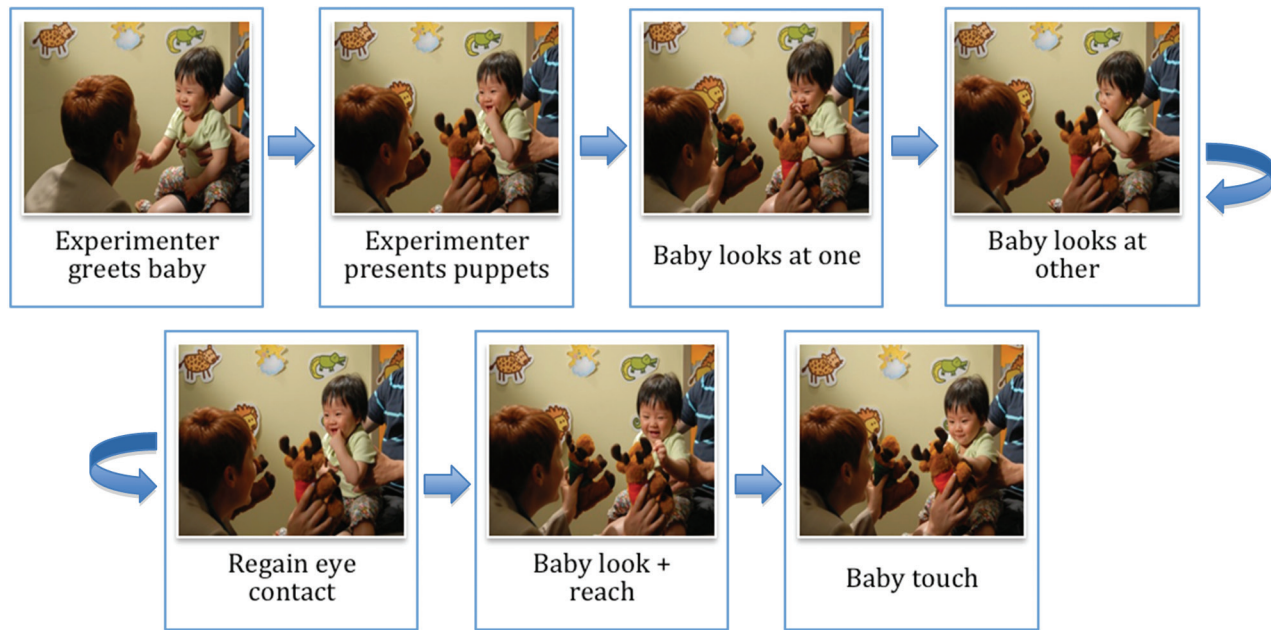 Experimenter
greets baby
Experimenter
presents puppets
Baby looks at one
Baby looks at
other
Regain eye
contact
Baby look +
reach
Baby touch